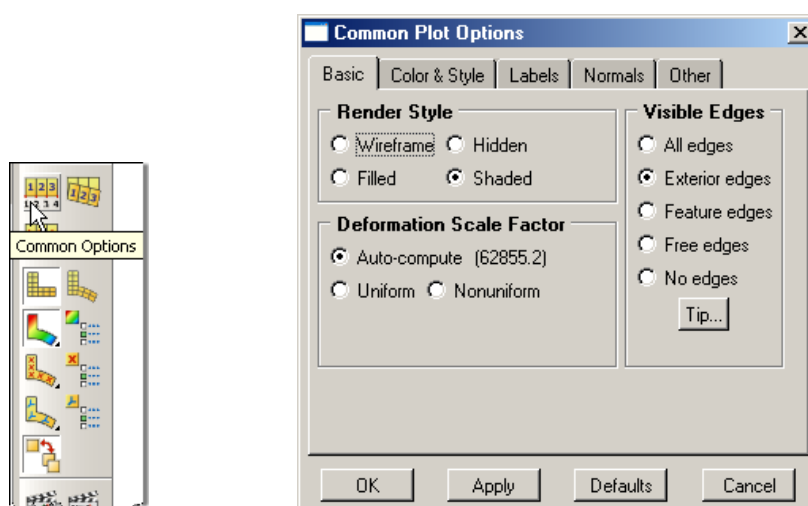 Common Options
Common Plot Options
Basic Color & Style Labels Normals Other
Render Style
Wireframe Hidden
Filled Shaded
Deformation Scale Factor
Auto-compute (62855.2)
Uniform Nonuniform
Visible Edges
All edges
Exterior edges
Feature edges
Free edges
No edges
Tip...
OK Apply Defaults Cancel